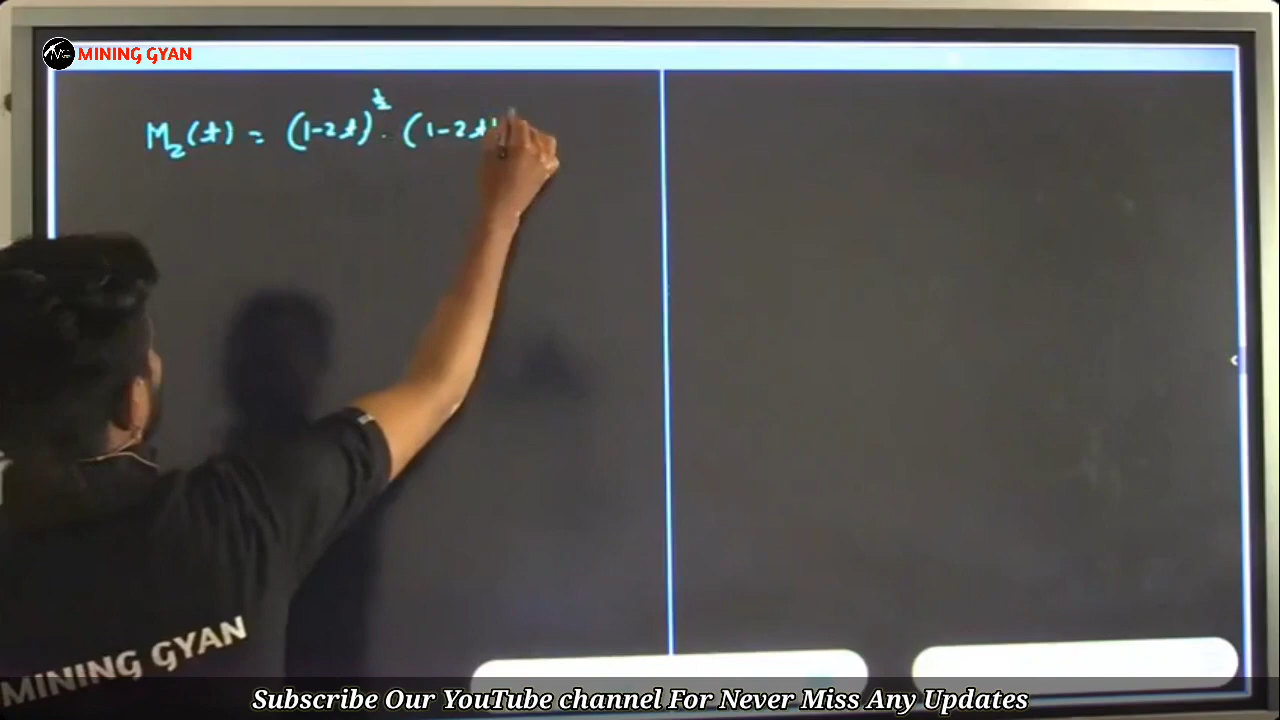 MINING GYAN
M_2(t) = (1-2t)^{1/2} . (1-2t)
MINING GYAN
Subscribe Our YouTube channel For Never Miss Any Updates